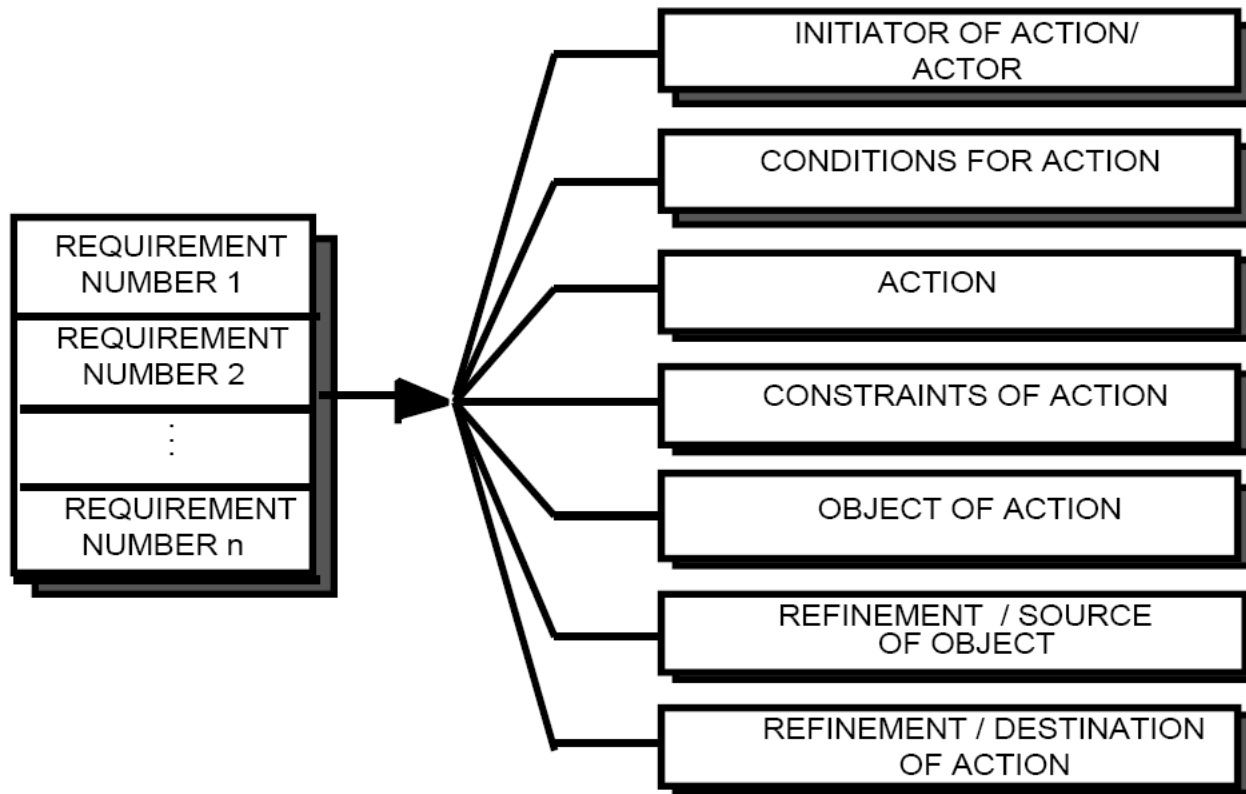 REQUIREMENT
NUMBER 1
REQUIREMENT
NUMBER 2
⋮
REQUIREMENT
NUMBER n
INITIATOR OF ACTION/
ACTOR
CONDITIONS FOR ACTION
ACTION
CONSTRAINTS OF ACTION
OBJECT OF ACTION
REFINEMENT / SOURCE
OF OBJECT
REFINEMENT / DESTINATION
OF ACTION